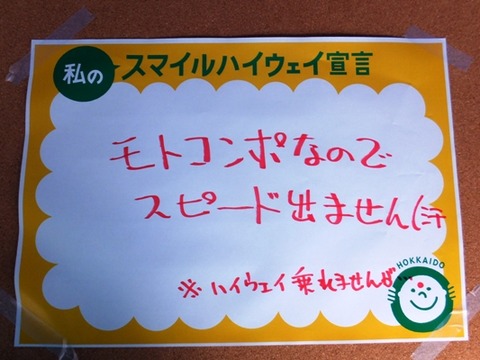 私の
スマイルハイウェイ宣言
モトコンポなので
スピード出ません(汗
※ハイウェイ乗れませんが…
HOKKAIDO